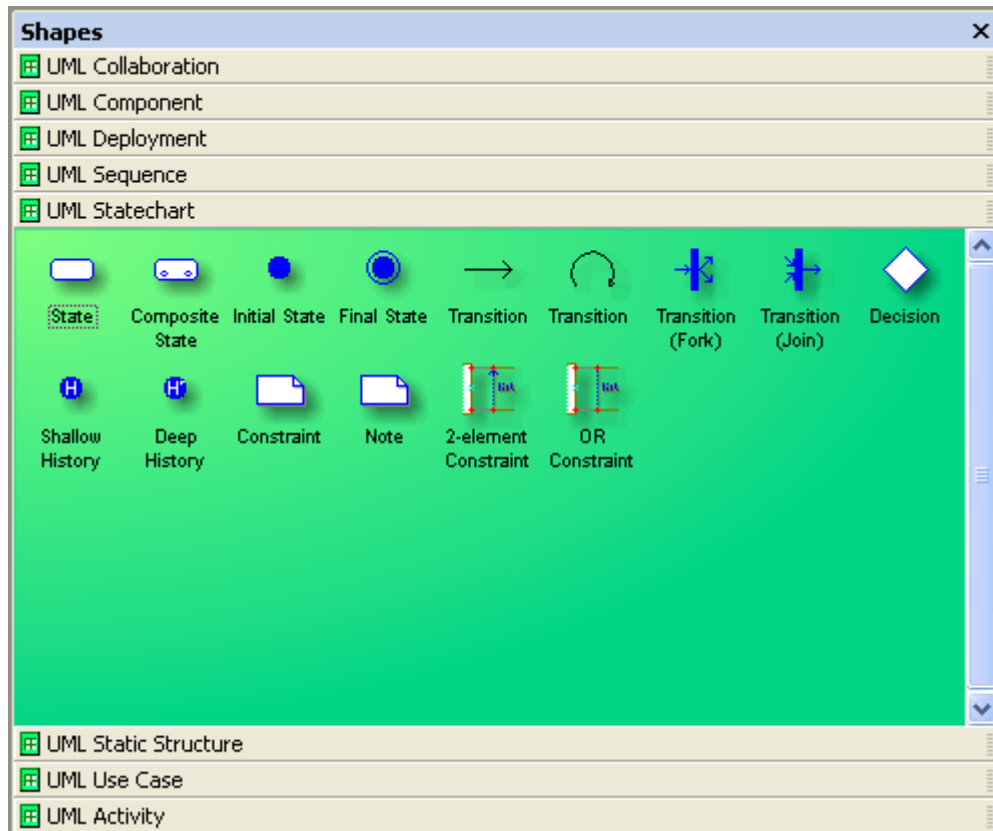 Shapes
UML Collaboration
UML Component
UML Deployment
UML Sequence
UML Statechart
State Composite Initial State Final State Transition Transition Transition Transition Decision
State (Fork) (Join)
H H*
Shallow Deep Constraint Note 2-element OR
History History Constraint Constraint
UML Static Structure
UML Use Case
UML Activity